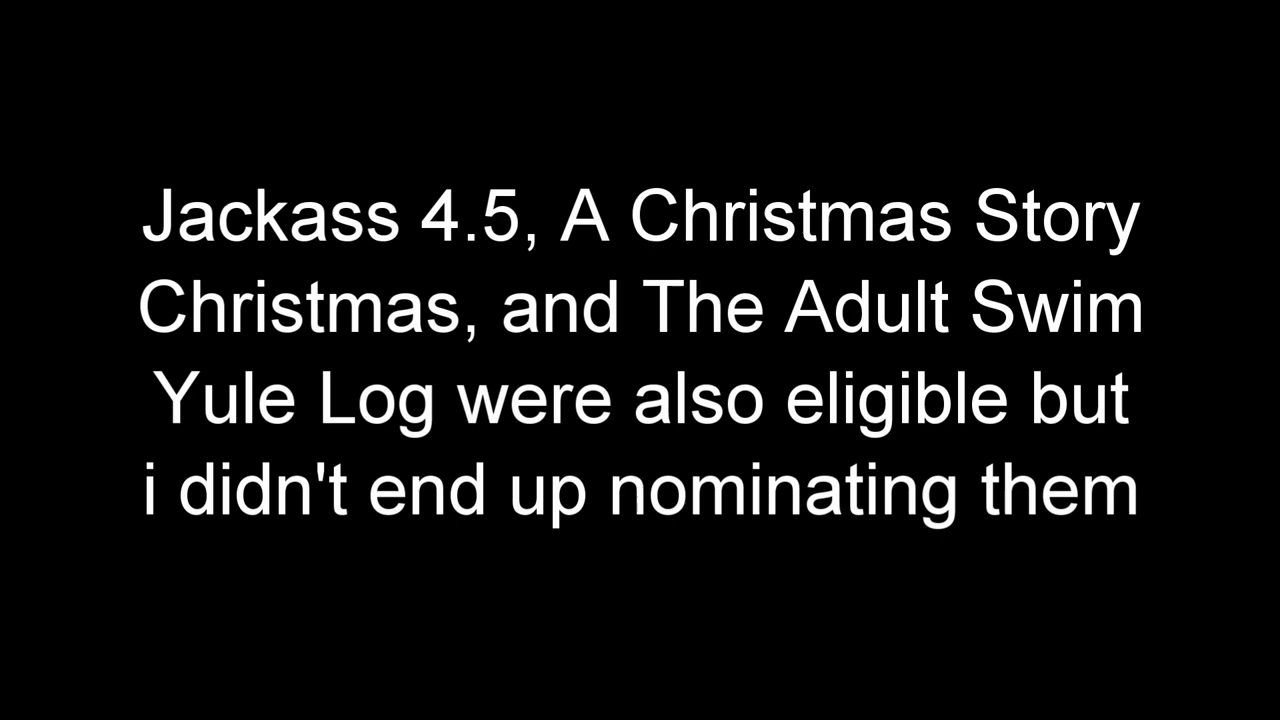 Jackass 4.5, A Christmas Story
Christmas, and The Adult Swim
Yule Log were also eligible but
i didn't end up nominating them